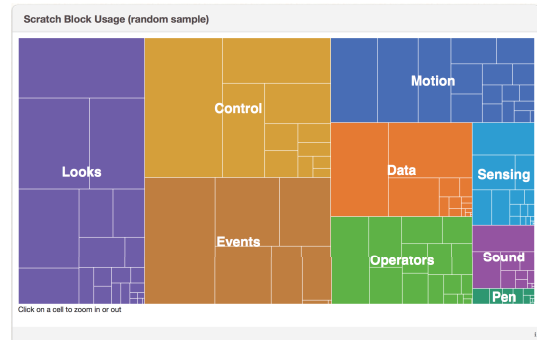 Scratch Block Usage (random sample)
Motion
Control
Looks
Data
Sensing
Events
Operators
Sound
Pen
Click on a cell to zoom in or out